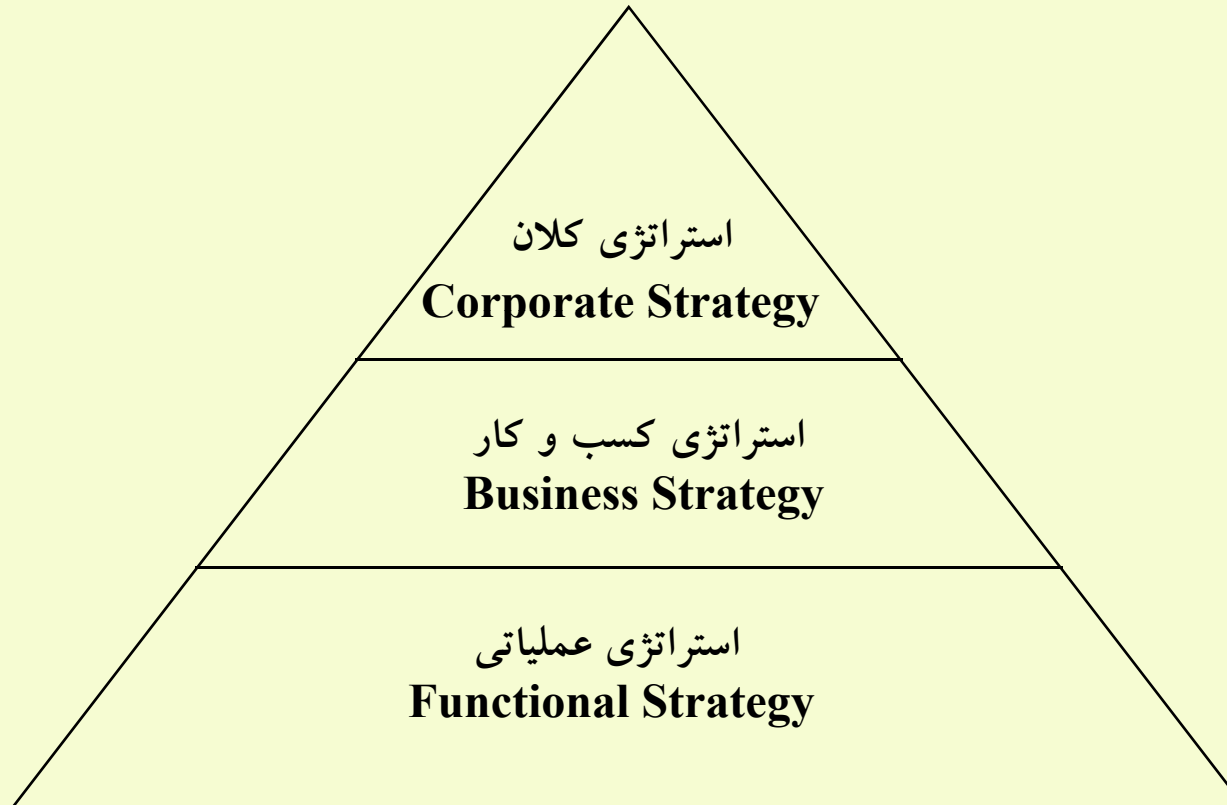 استراتژی کلان
Corporate Strategy
استراتژی کسب و کار
Business Strategy
استراتژی عملیاتی
Functional Strategy